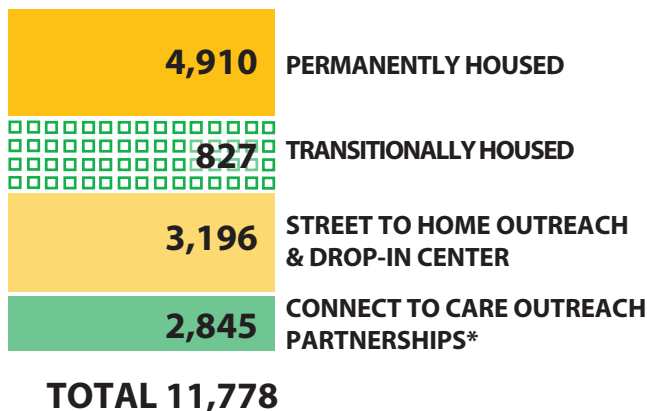 4,910 PERMANENTLY HOUSED
827 TRANSITIONALLY HOUSED
3,196 STREET TO HOME OUTREACH
& DROP-IN CENTER
2,845 CONNECT TO CARE OUTREACH
PARTNERSHIPS*
TOTAL 11,778